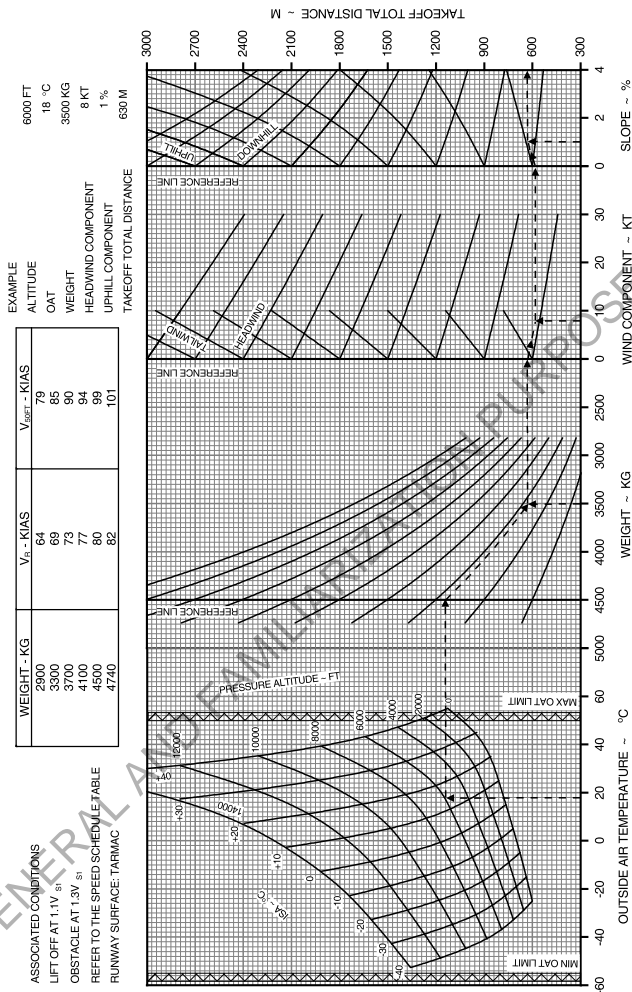 ASSOCIATED CONDITIONS
LIFT OFF AT 1.1V S1
OBSTACLE AT 1.3V S1
REFER TO THE SPEED SCHEDULE TABLE
RUNWAY SURFACE: TARMAC
WEIGHT - KG VR - KIAS V50FT - KIAS
2900 64 79
3300 69 85
3700 73 90
4100 77 94
4500 80 99
4740 82 101
EXAMPLE
ALTITUDE 6000 FT
OAT 18 °C
WEIGHT 3500 KG
HEADWIND COMPONENT 8 KT
UPHILL COMPONENT 1 %
TAKEOFF TOTAL DISTANCE 630 M
GENERAL AND FAMILIARIZATION PURPOSE
MIN OAT LIMIT
MAX OAT LIMIT
ISA ~ °C
-40
-30
-20
-10
0
+10
+20
+30
+40
PRESSURE ALTITUDE ~ FT
14000
12000
10000
8000
6000
4000
2000
0
REFERENCE LINE
REFERENCE LINE
TAILWIND
HEADWIND
REFERENCE LINE
UPHILL
DOWNHILL
-60 -40 -20 0 20 40 60
OUTSIDE AIR TEMPERATURE ~ °C
5000 4500 4000 3500 3000 2500
WEIGHT ~ KG
0 10 20 30
WIND COMPONENT ~ KT
0 2 4
SLOPE ~ %
3000
2700
2400
2100
1800
1500
1200
900
600
300
TAKEOFF TOTAL DISTANCE ~ M